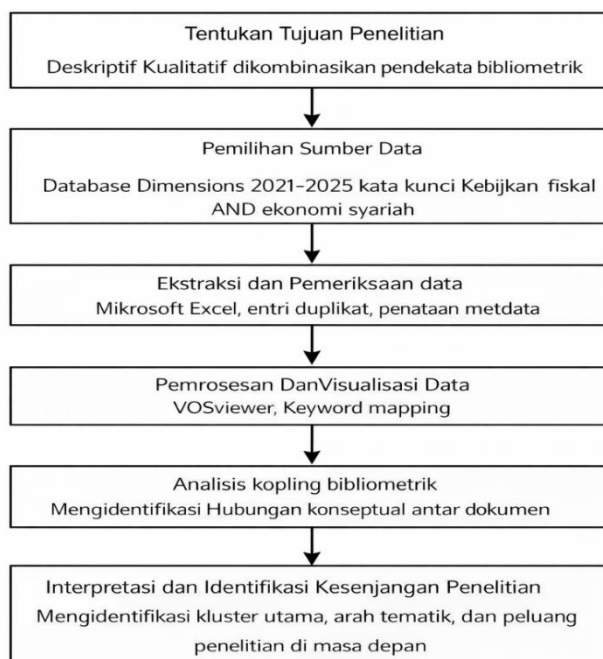 Tentukan Tujuan Penelitian
Deskriptif Kualitatif dikombinasikan pendekata bibliometrik
Pemilihan Sumber Data
Database Dimensions 2021-2025 kata kunci Kebijkan fiskal
AND ekonomi syariah
Ekstraksi dan Pemeriksaan data
Mikrosoft Excel, entri duplikat, penataan metdata
Pemrosesan DanVisualisasi Data
VOSviewer, Keyword mapping
Analisis kopling bibliometrik
Mengidentifikasi Hubungan konseptual antar dokumen
Interpretasi dan Identifikasi Kesenjangan Penelitian
Mengidentifikasi kluster utama, arah tematik, dan peluang
penelitian di masa depan